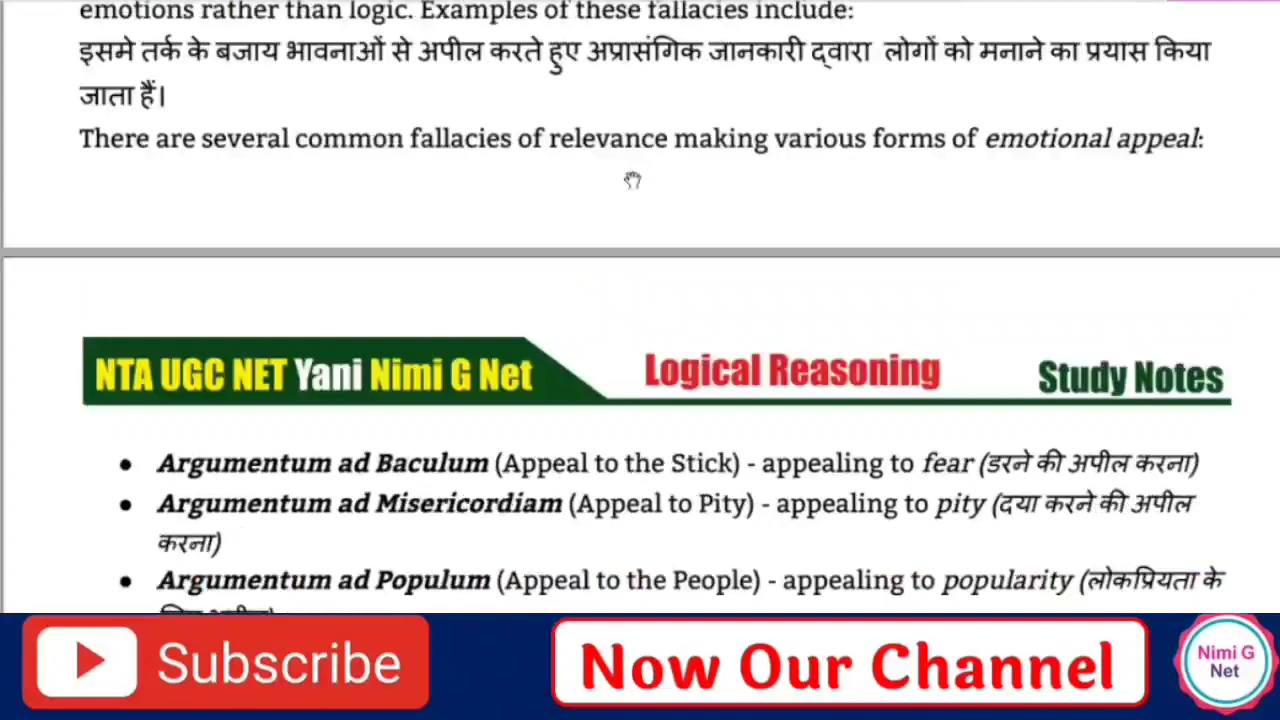 emotions rather than logic. Examples of these fallacies include:
इसमे तर्क के बजाय भावनाओं से अपील करते हुए अप्रासंगिक जानकारी द्वारा लोगों को मनाने का प्रयास किया
जाता हैं।
There are several common fallacies of relevance making various forms of emotional appeal:
NTA UGC NET Yani Nimi G Net Logical Reasoning Study Notes
• Argumentum ad Baculum (Appeal to the Stick) - appealing to fear (डरने की अपील करना)
• Argumentum ad Misericordiam (Appeal to Pity) - appealing to pity (दया करने की अपील
करना)
• Argumentum ad Populum (Appeal to the People) - appealing to popularity (लोकप्रियता के
Subscribe Now Our Channel
Nimi G
Net